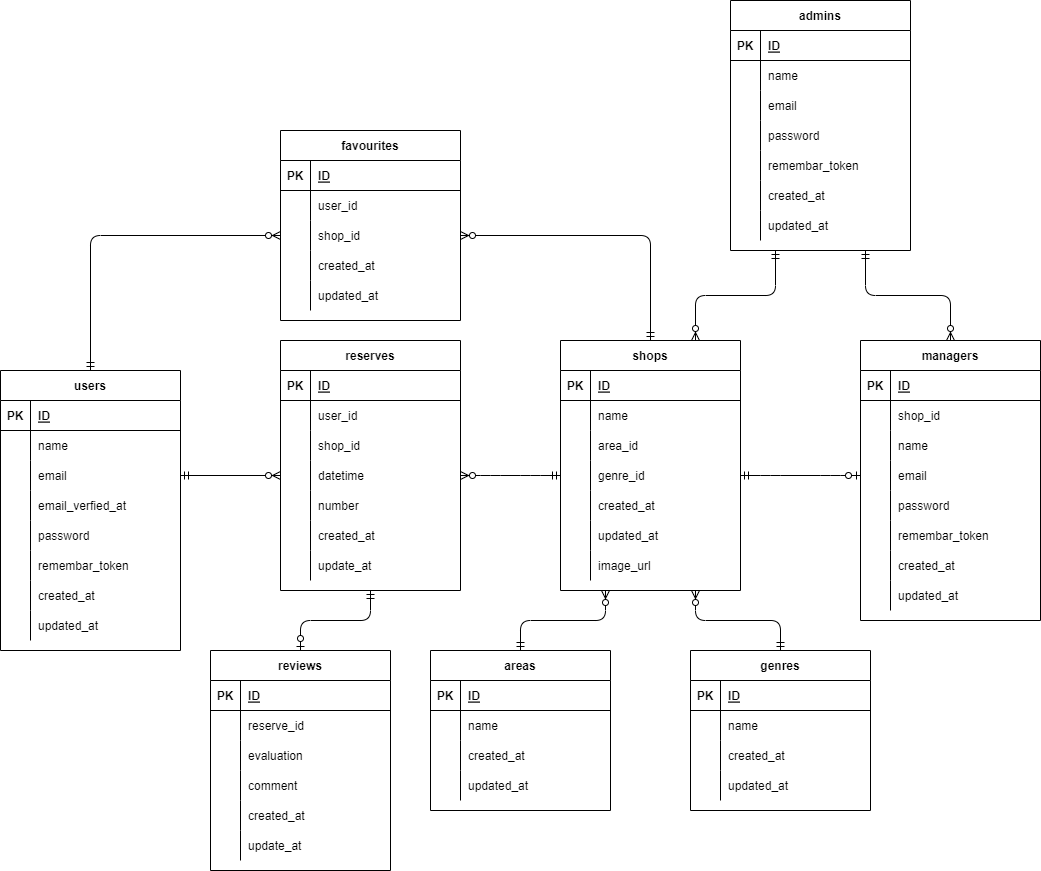 admins
PK ID
name
email
password
remembar_token
created_at
updated_at
favourites
PK ID
user_id
shop_id
created_at
updated_at
users
PK ID
name
email
email_verfied_at
password
remembar_token
created_at
updated_at
reserves
PK ID
user_id
shop_id
datetime
number
created_at
update_at
shops
PK ID
name
area_id
genre_id
created_at
updated_at
image_url
managers
PK ID
shop_id
name
email
password
remembar_token
created_at
updated_at
reviews
PK ID
reserve_id
evaluation
comment
created_at
update_at
areas
PK ID
name
created_at
updated_at
genres
PK ID
name
created_at
updated_at